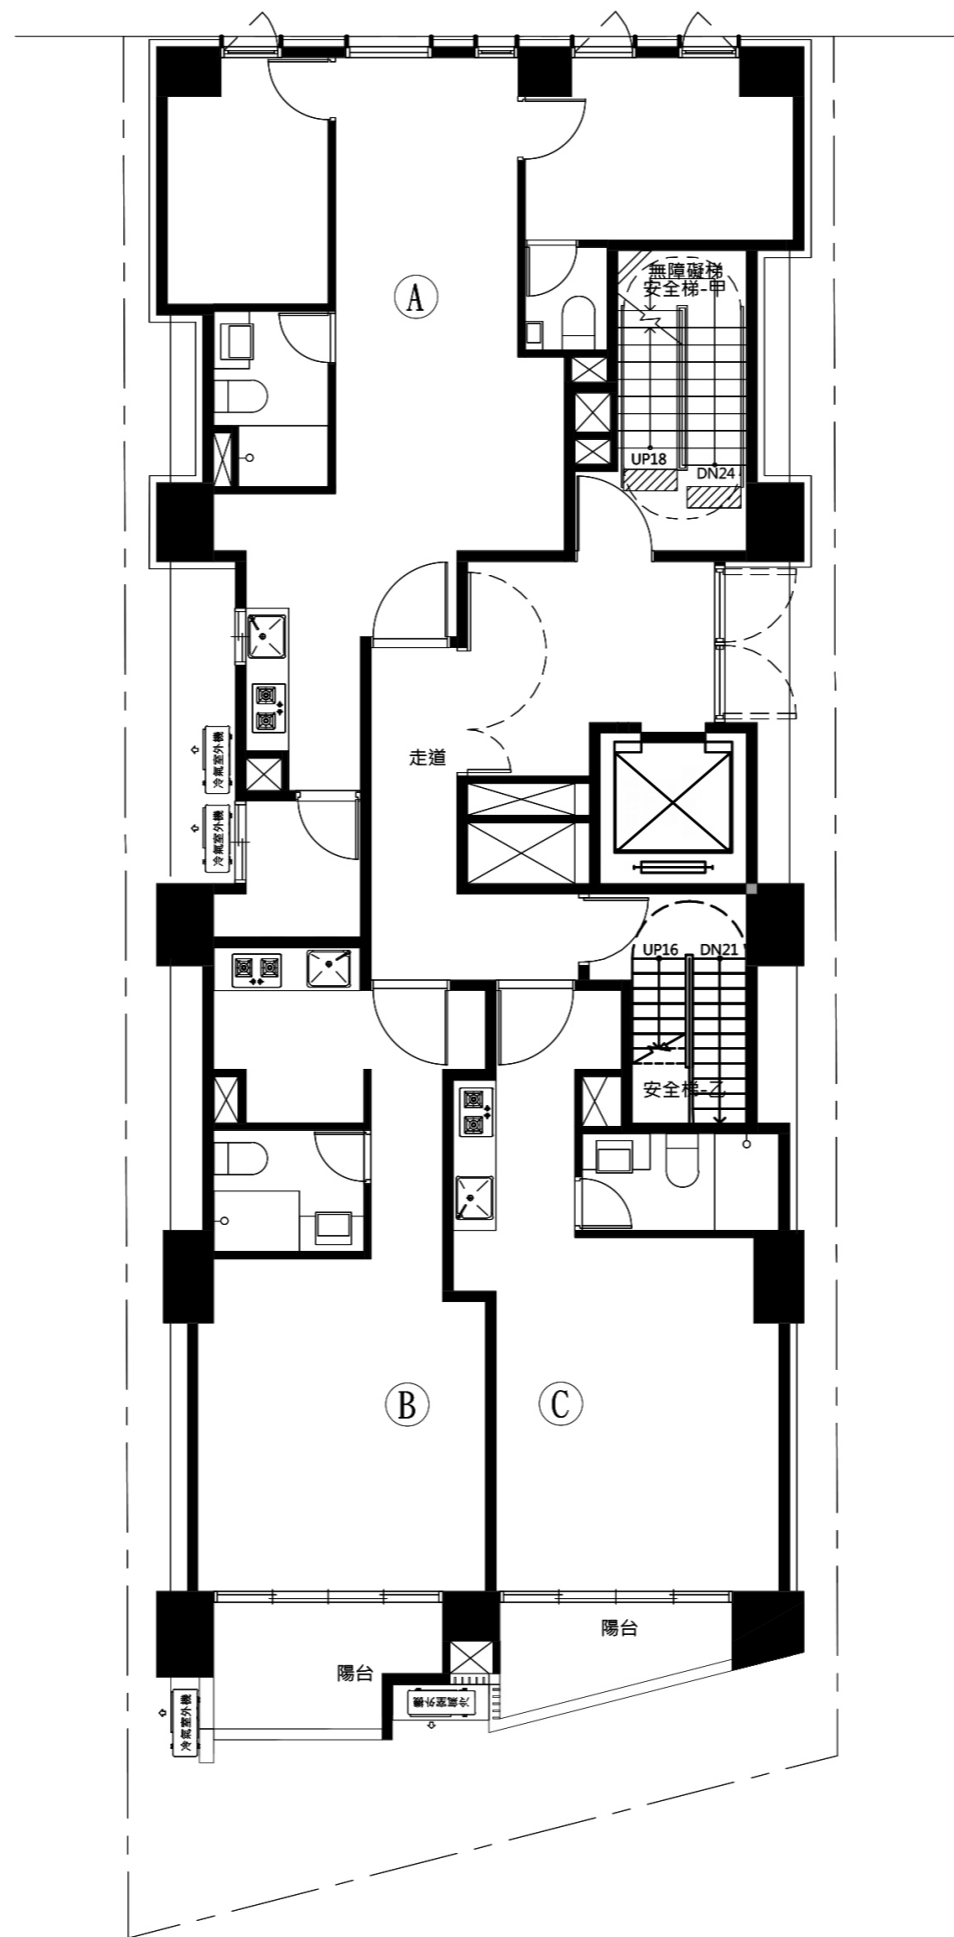 無障礙梯
安全梯-甲
A
UP18
DN24
走道
冷氣室外機
冷氣室外機
UP16
DN21
安全梯-乙
B
C
陽台
陽台
冷氣室外機
冷氣室外機